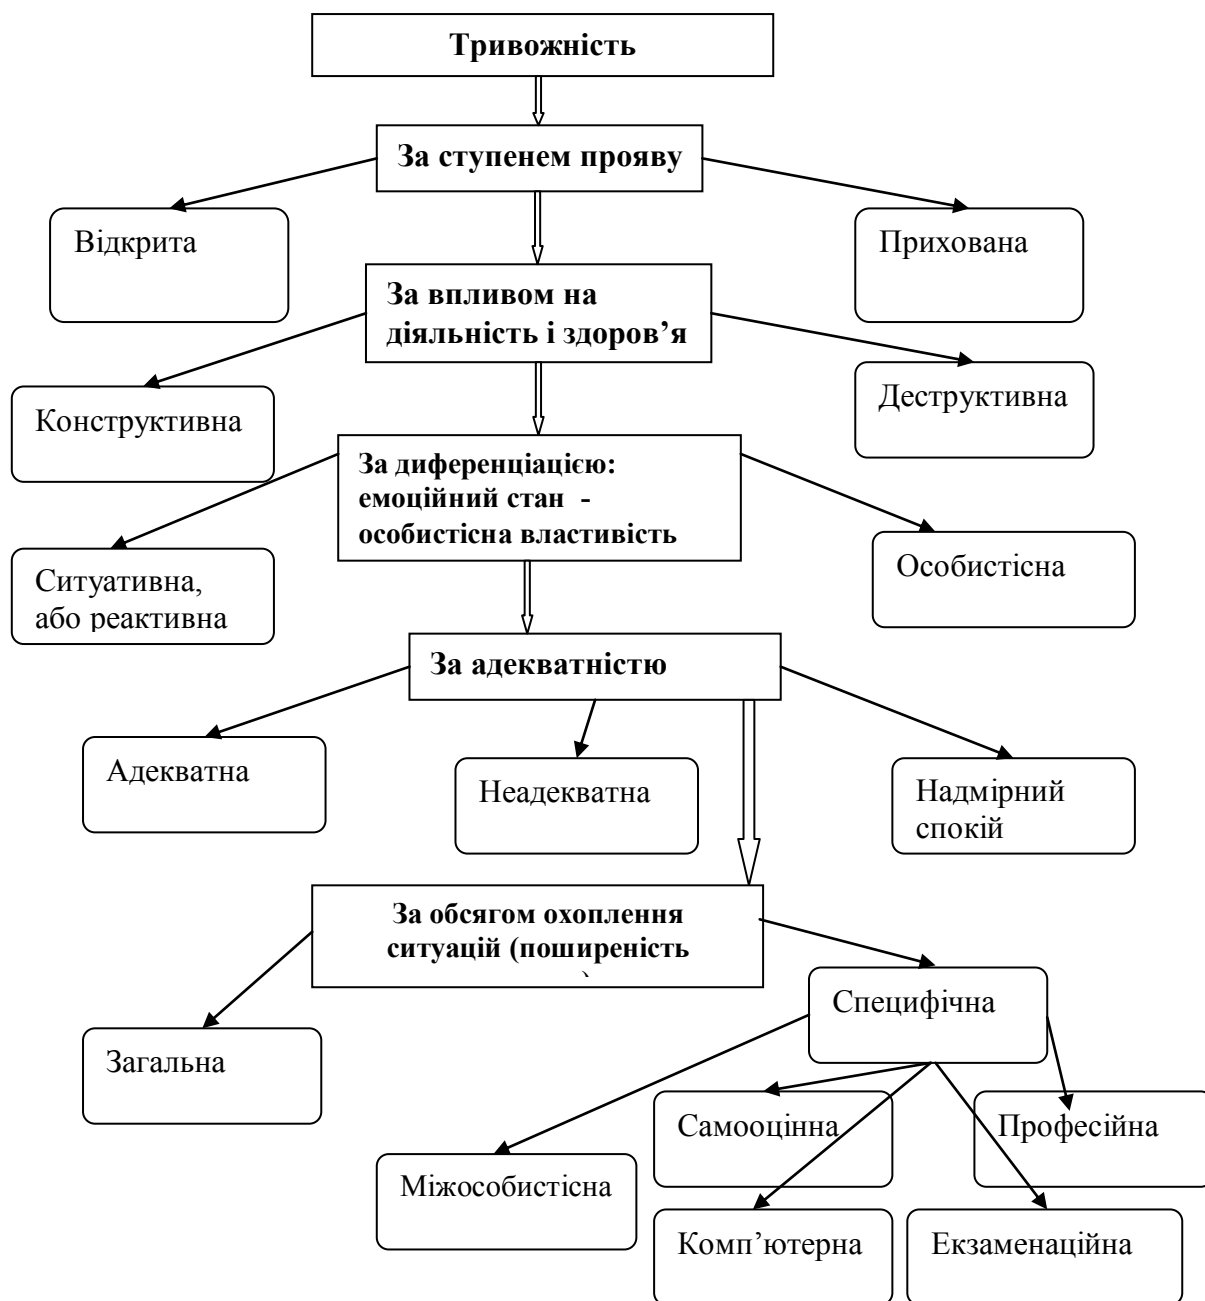 Тривожність
За ступенем прояву
Відкрита
Прихована
За впливом на
діяльність і здоров’я
Конструктивна
Деструктивна
За диференціацією:
емоційний стан -
особистісна властивість
Ситуативна,
або реактивна
Особистісна
За адекватністю
Адекватна
Неадекватна
Надмірний
спокій
За обсягом охоплення
ситуацій (поширеність
Специфічна
Загальна
Самооцінна
Професійна
Міжособистісна
Комп’ютерна
Екзаменаційна